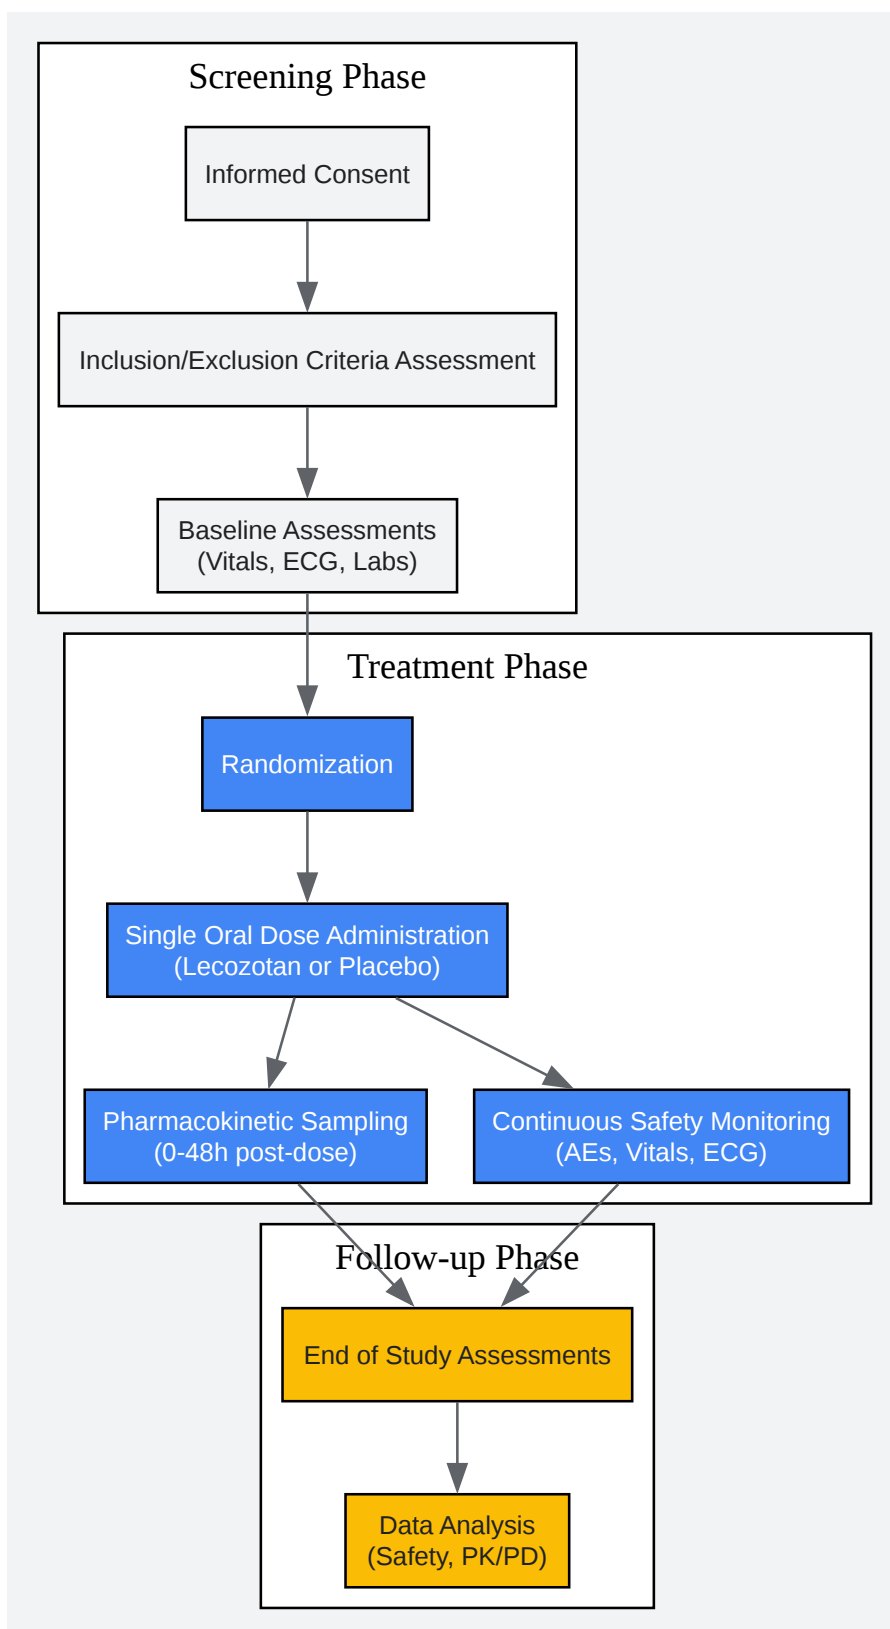 Screening Phase
Informed Consent
Inclusion/Exclusion Criteria Assessment
Baseline Assessments
(Vitals, ECG, Labs)
Treatment Phase
Randomization
Single Oral Dose Administration
(Lecozotan or Placebo)
Pharmacokinetic Sampling
(0-48h post-dose)
Continuous Safety Monitoring
(AEs, Vitals, ECG)
Follow-up Phase
End of Study Assessments
Data Analysis
(Safety, PK/PD)